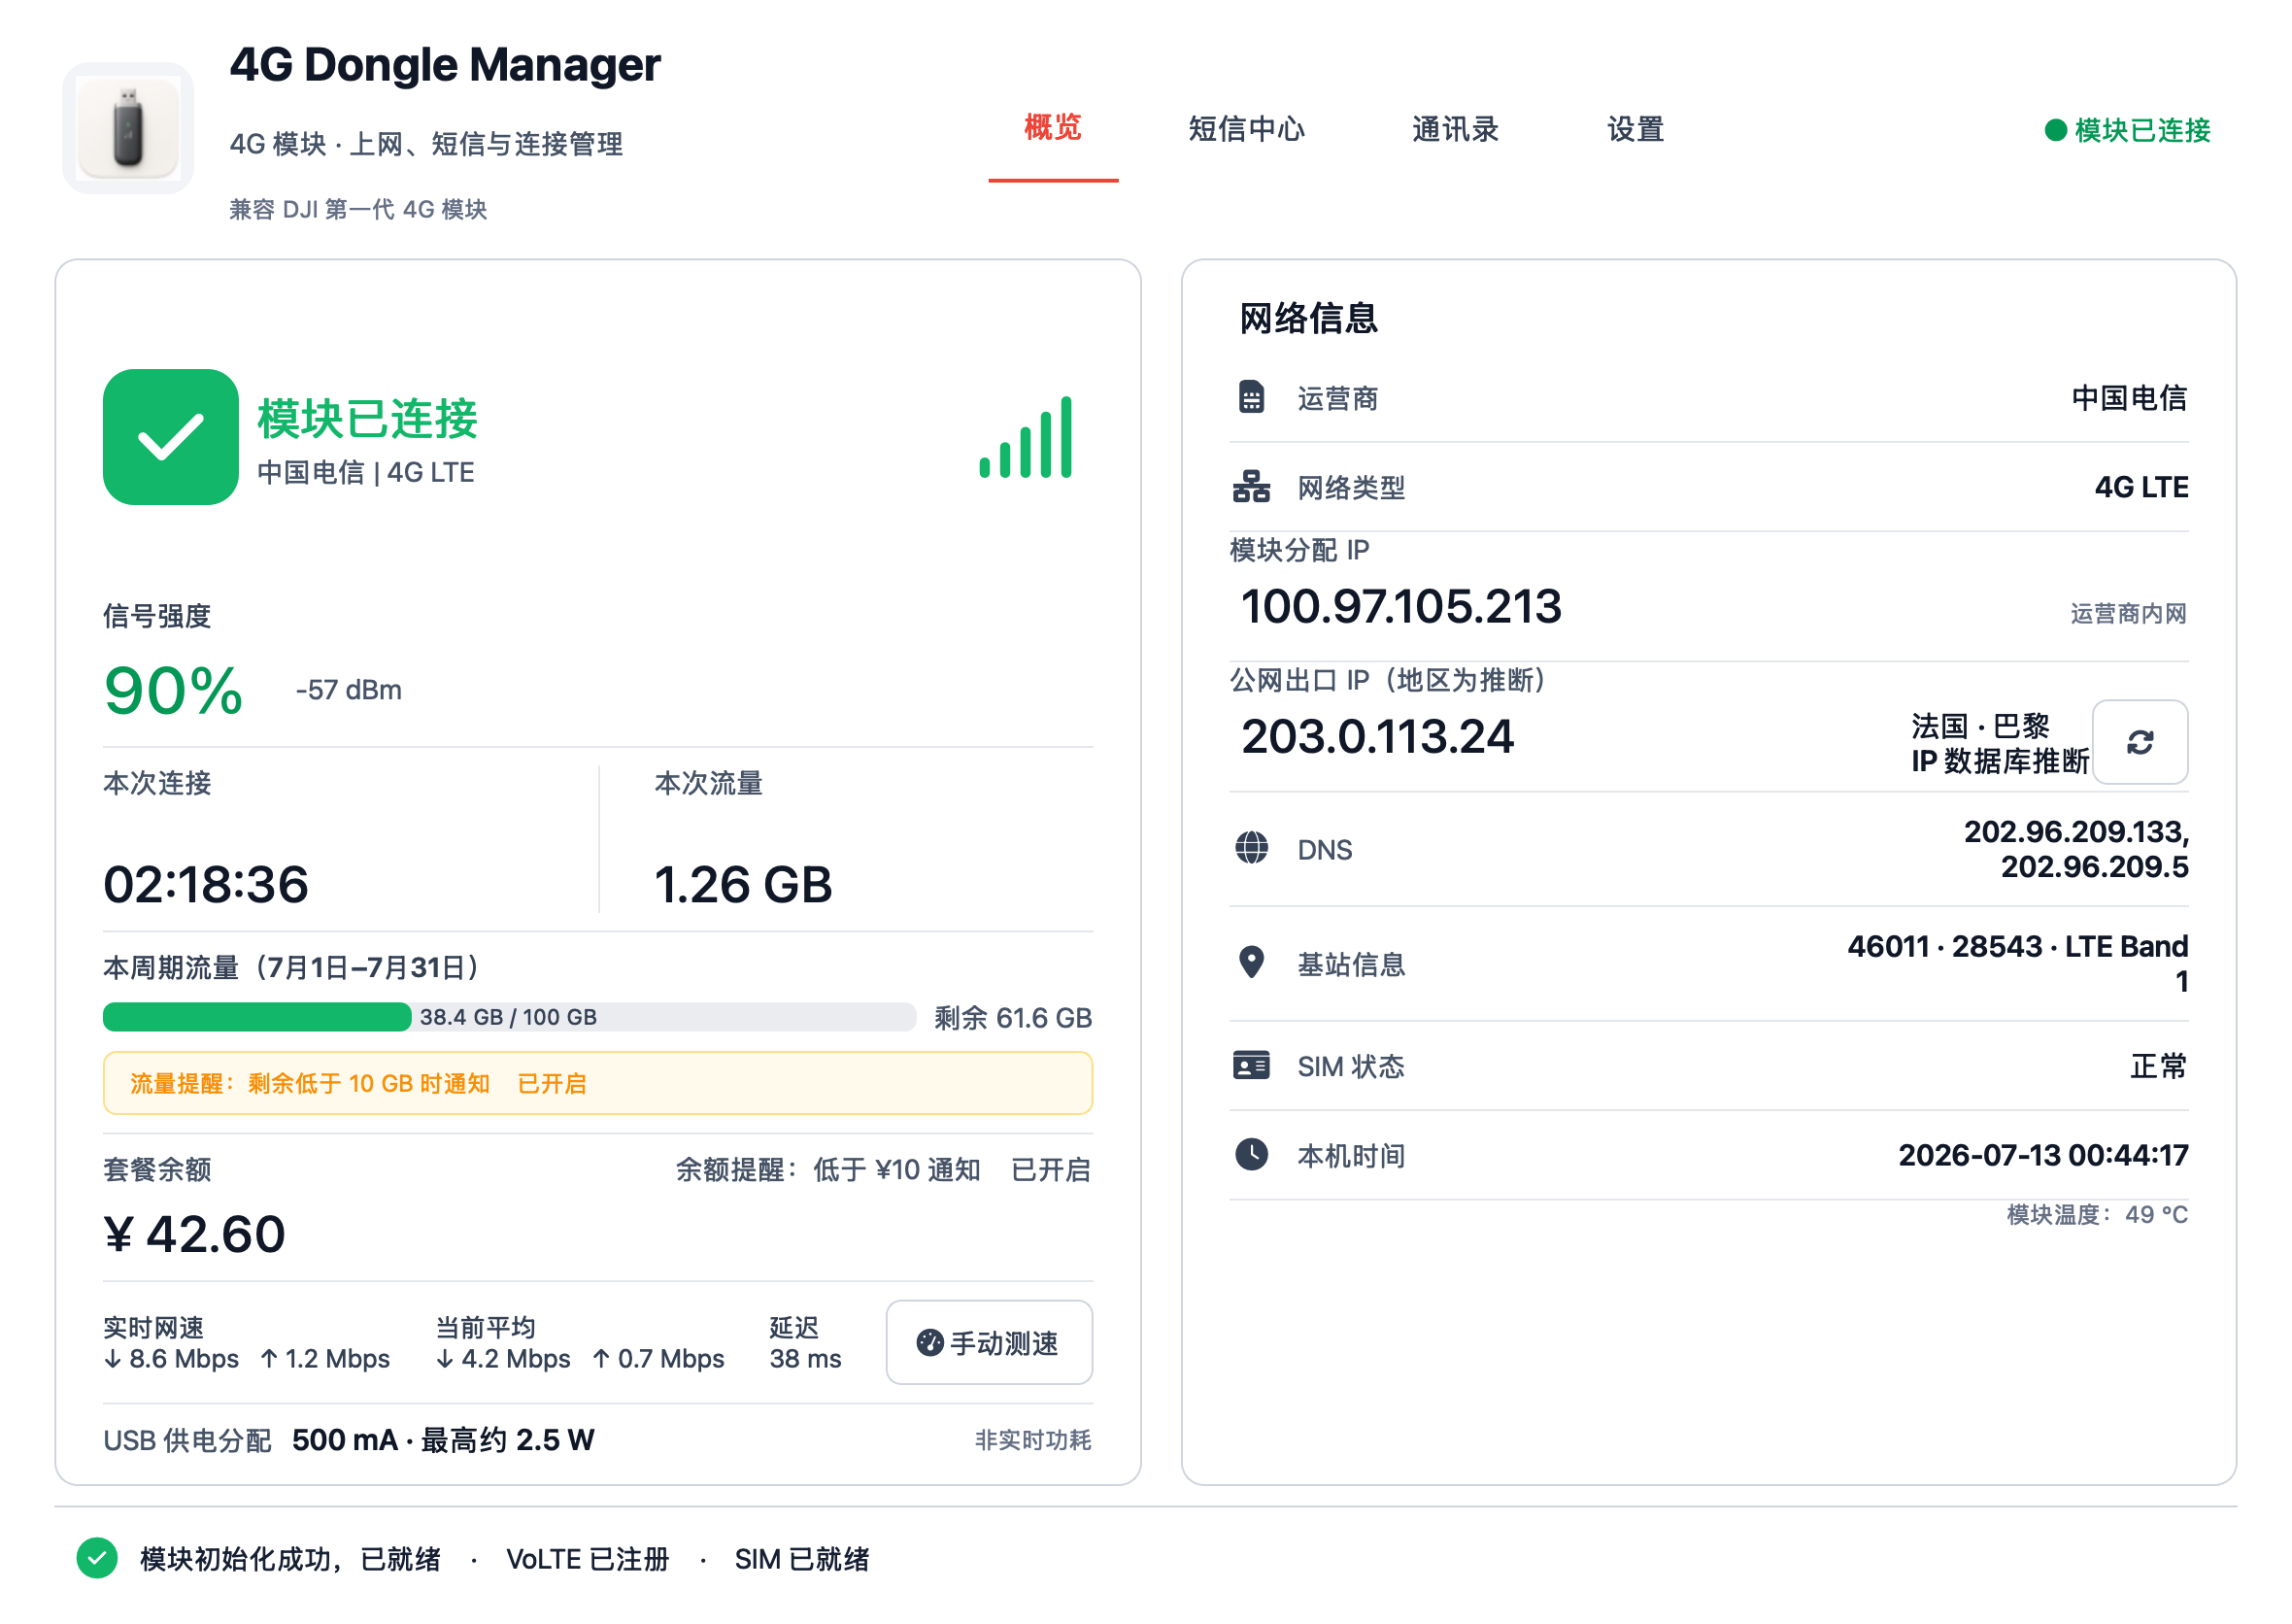 4G Dongle Manager
4G 模块 · 上网、短信与连接管理
兼容 DJI 第一代 4G 模块
概览
短信中心
通讯录
设置
模块已连接
模块已连接
中国电信 | 4G LTE
信号强度
90%
-57 dBm
本次连接
02:18:36
本次流量
1.26 GB
本周期流量（7月1日–7月31日）
38.4 GB / 100 GB
剩余 61.6 GB
流量提醒：剩余低于 10 GB 时通知 已开启
套餐余额
余额提醒：低于 ¥10 通知 已开启
¥ 42.60
实时网速
↓ 8.6 Mbps ↑ 1.2 Mbps
当前平均
↓ 4.2 Mbps ↑ 0.7 Mbps
延迟
38 ms
手动测速
USB 供电分配 500 mA · 最高约 2.5 W
非实时功耗
网络信息
运营商
中国电信
网络类型
4G LTE
模块分配 IP
100.97.105.213
运营商内网
公网出口 IP（地区为推断）
203.0.113.24
法国 · 巴黎
IP 数据库推断
DNS
202.96.209.133,
202.96.209.5
基站信息
46011 · 28543 · LTE Band
1
SIM 状态
正常
本机时间
2026-07-13 00:44:17
模块温度：49 °C
模块初始化成功，已就绪 · VoLTE 已注册 · SIM 已就绪